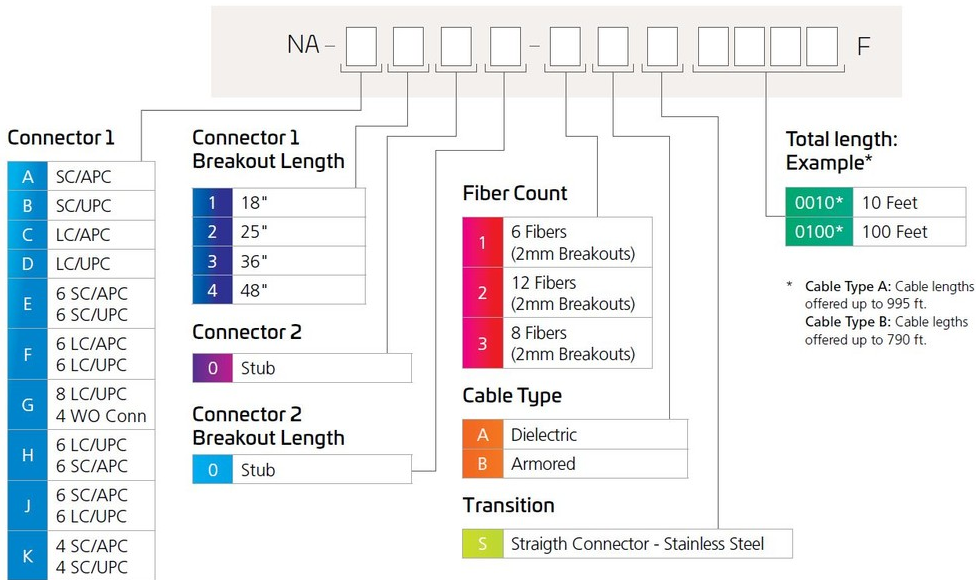 NA – – F
Connector 1
A SC/APC
B SC/UPC
C LC/APC
D LC/UPC
E 6 SC/APC
6 SC/UPC
F 6 LC/APC
6 LC/UPC
G 8 LC/UPC
4 WO Conn
H 6 LC/UPC
6 SC/APC
J 6 SC/APC
6 LC/UPC
K 4 SC/APC
4 SC/UPC
Connector 1
Breakout Length
1 18"
2 25"
3 36"
4 48"
Connector 2
0 Stub
Connector 2
Breakout Length
0 Stub
Fiber Count
1 6 Fibers
(2mm Breakouts)
2 12 Fibers
(2mm Breakouts)
3 8 Fibers
(2mm Breakouts)
Cable Type
A Dielectric
B Armored
Transition
S Straigth Connector - Stainless Steel
Total length:
Example*
0010* 10 Feet
0100* 100 Feet
* Cable Type A: Cable lengths
offered up to 995 ft.
Cable Type B: Cable legths
offered up to 790 ft.